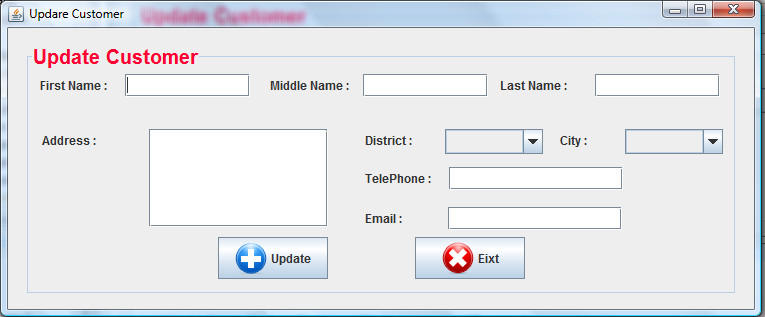 Updare Customer
Update Customer
Update Customer
First Name : Middle Name : Last Name :
Address : District : City :
TelePhone :
Email :
Update Eixt